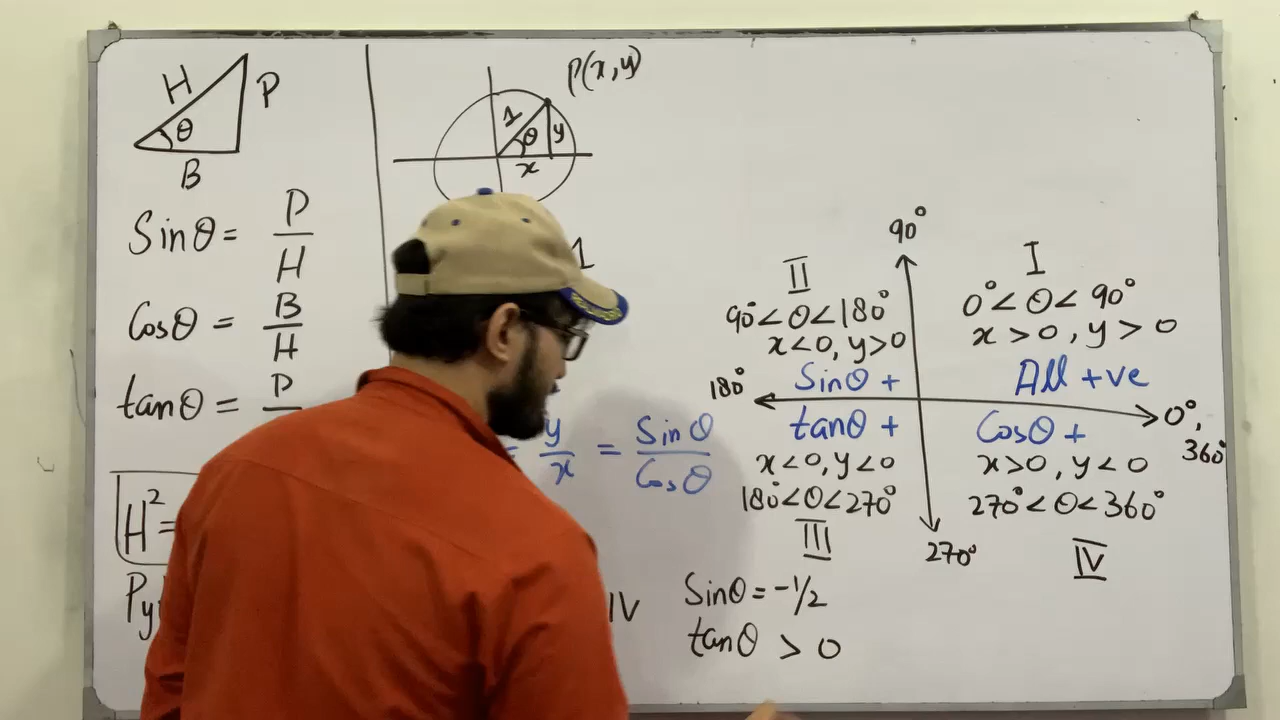 H
P
θ
B
Sinθ = P/H
Cosθ = B/H
tanθ = P
H² =
Py
P(x,y)
1
θ
y
x
1
= y/x = Sinθ/Cosθ
IV
90°
II
90° < θ < 180°
x<0, y>0
Sinθ +
180°
I
0° < θ < 90°
x > 0, y > 0
All +ve
0°,
360°
tanθ +
x<0, y<0
180° < θ < 270°
III
Cosθ +
x>0, y<0
270° < θ < 360°
IV
270°
Sinθ = -1/2
tanθ > 0